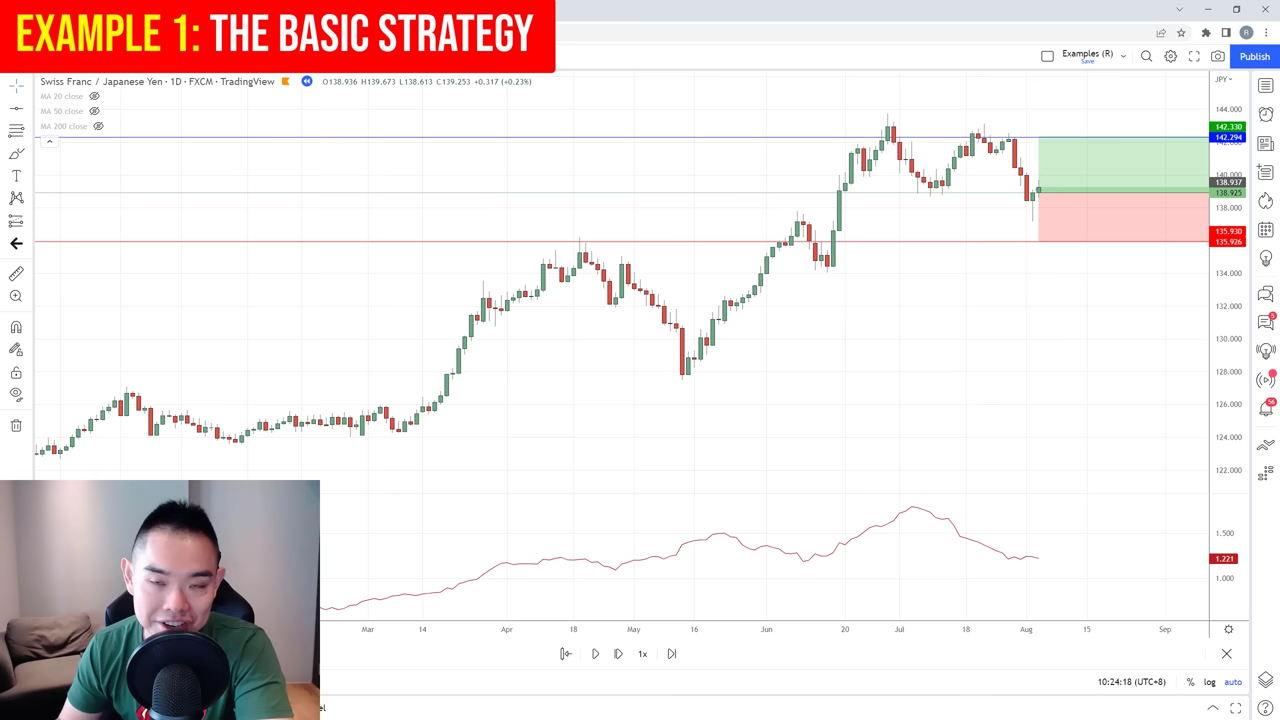 EXAMPLE 1: THE BASIC STRATEGY
Examples (R)
Save
Publish
Swiss Franc / Japanese Yen · 1D · FXCM · TradingView O138.936 H139.673 L138.613 C139.253 +0.317 (+0.23%)
MA 20 close
MA 50 close
MA 200 close
JPY
144.000
142.330
142.294
140.000
138.937
138.925
138.000
135.930
135.926
134.000
132.000
130.000
128.000
126.000
124.000
122.000
1.500
1.221
1.000
Mar 14 Apr 18 May 16 Jun 20 Jul 18 Aug 15 Sep
1x
10:24:18 (UTC+8) % log auto
R
5
56